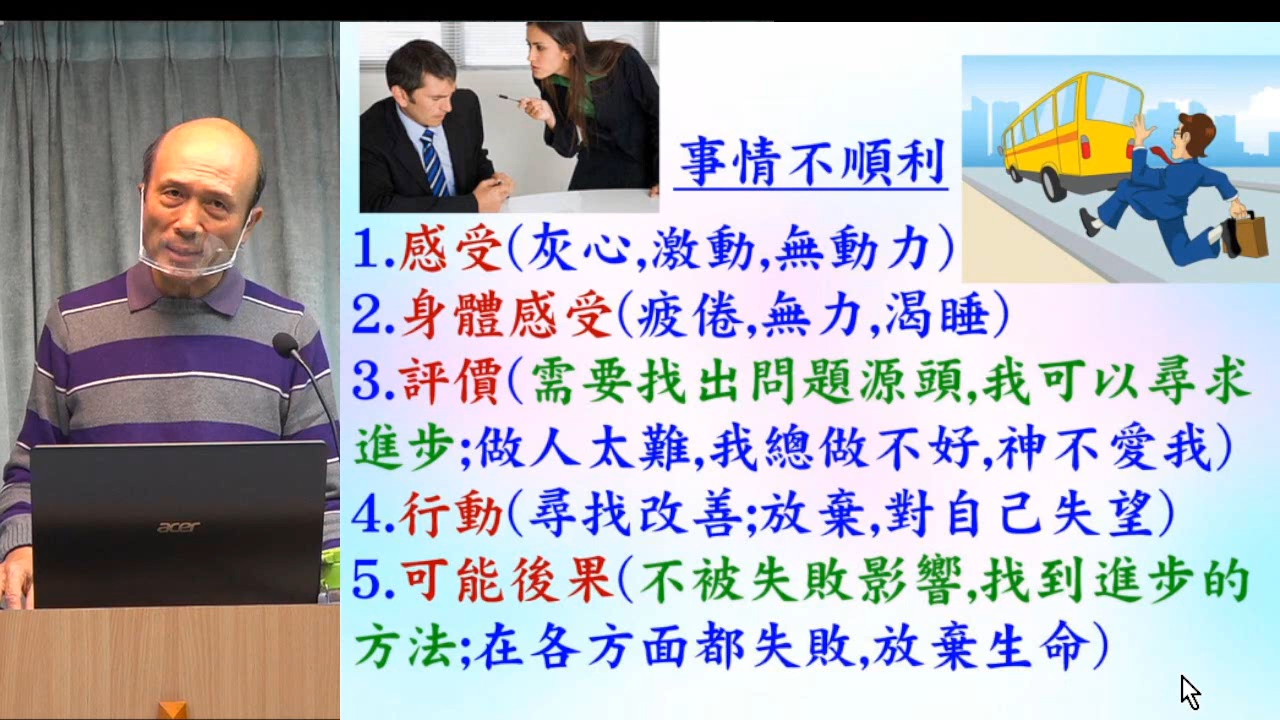 事情不順利
1.感受(灰心,激動,無動力)
2.身體感受(疲倦,無力,渴睡)
3.評價(需要找出問題源頭,我可以尋求
進步;做人太難,我總做不好,神不愛我)
4.行動(尋找改善;放棄,對自己失望)
5.可能後果(不被失敗影響,找到進步的
方法;在各方面都失敗,放棄生命)
acer